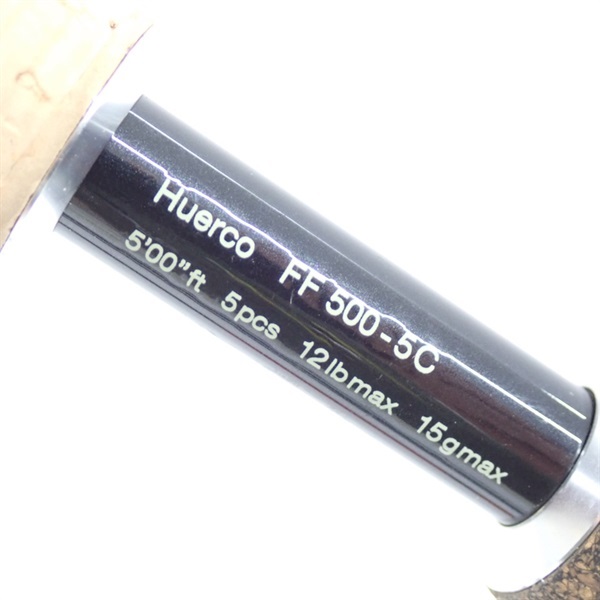 Huerco FF 500-5C
5'00"ft 5pcs 12lbmax 15gmax